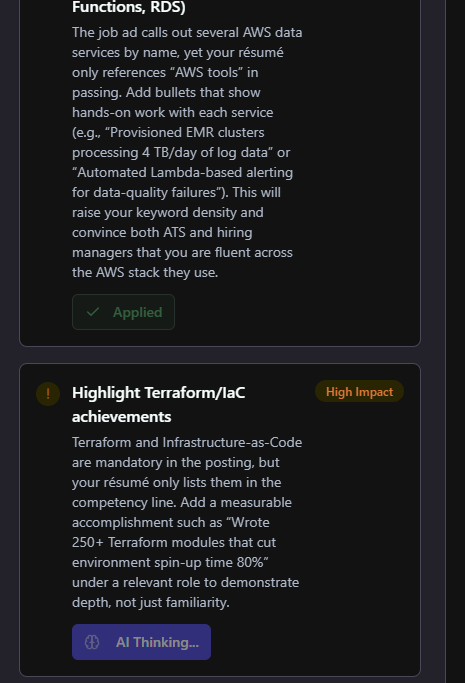 Functions, RDS)
The job ad calls out several AWS data
services by name, yet your résumé
only references “AWS tools” in
passing. Add bullets that show
hands-on work with each service
(e.g., “Provisioned EMR clusters
processing 4 TB/day of log data” or
“Automated Lambda-based alerting
for data-quality failures”). This will
raise your keyword density and
convince both ATS and hiring
managers that you are fluent across
the AWS stack they use.
Applied
!
Highlight Terraform/IaC
achievements
High Impact
Terraform and Infrastructure-as-Code
are mandatory in the posting, but
your résumé only lists them in the
competency line. Add a measurable
accomplishment such as “Wrote
250+ Terraform modules that cut
environment spin-up time 80%”
under a relevant role to demonstrate
depth, not just familiarity.
AI Thinking...